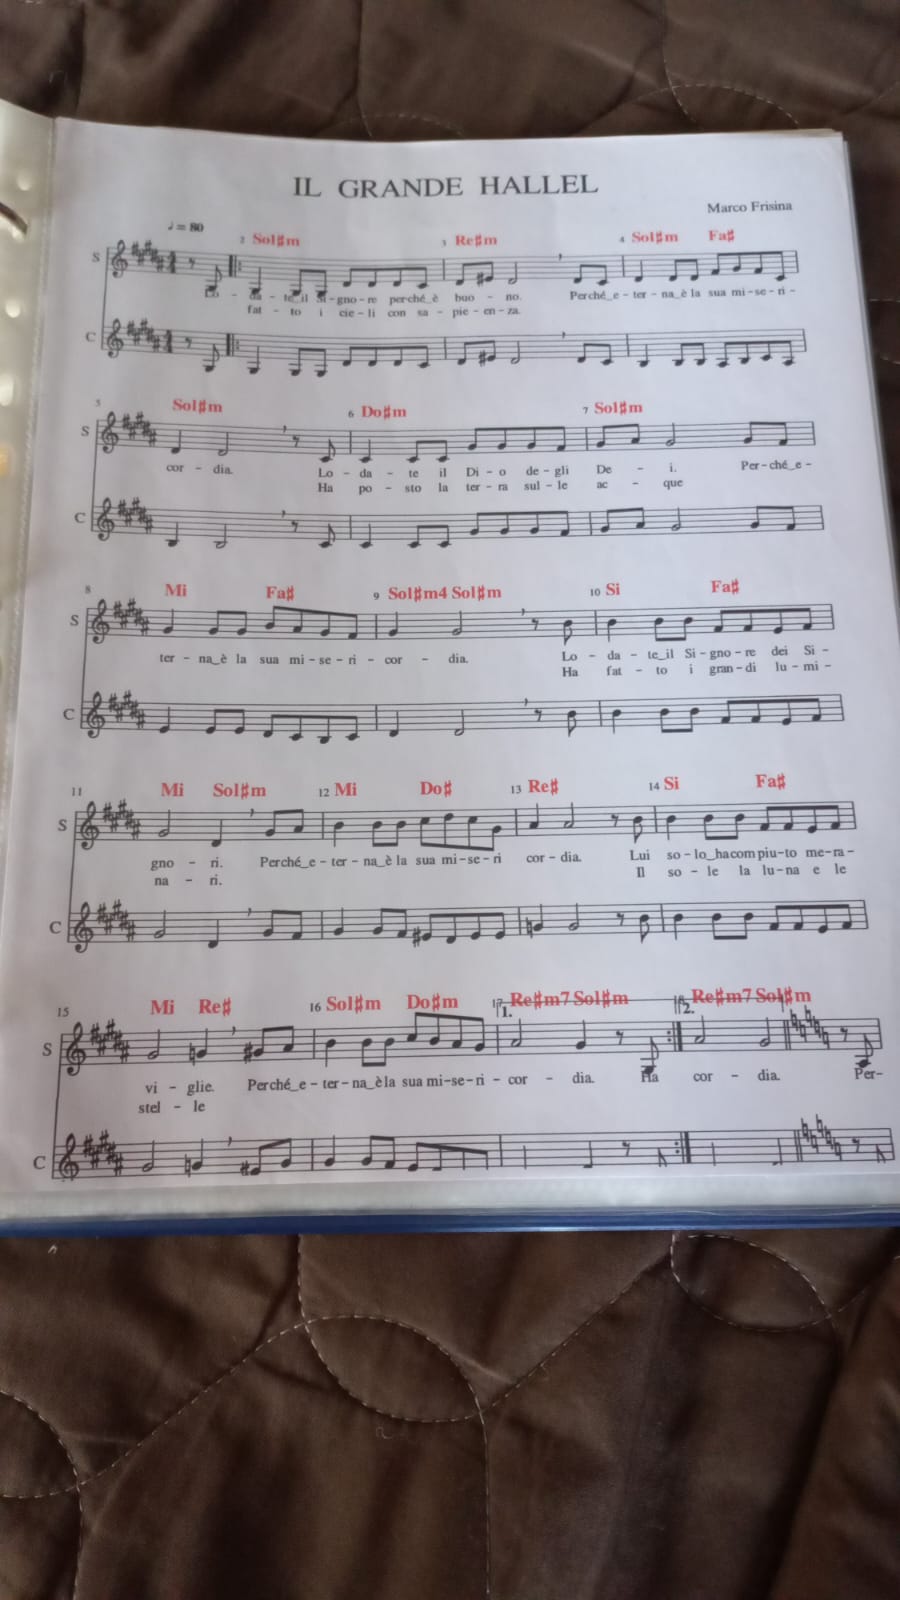 IL GRANDE HALLEL
Marco Frisina
♩ = 80
2 Sol♯m 3 Re♯m 4 Sol♯m Fa♯
S
Lo - da - te_il Si - gno - re perché_è buo - no. Perché_e - ter - na_è la sua mi - se - ri -
fat - to i cie - li con sa - pie - en - za.
C
5 Sol♯m 6 Do♯m 7 Sol♯m
S
cor - dia. Lo - da - te il Di - o de - gli De - i. Per - ché_e -
Ha po - sto la ter - ra sul - le ac - que
C
8 Mi Fa♯ 9 Sol♯m4 Sol♯m 10 Si Fa♯
S
ter - na_è la sua mi - se - ri - cor - dia. Lo - da - te_il Si - gno - re dei Si -
Ha fat - to i gran - di lu - mi -
C
11 Mi Sol♯m 12 Mi Do♯ 13 Re♯ 14 Si Fa♯
S
gno - ri. Perché_e - ter - na_è la sua mi - se - ri cor - dia. Lui so - lo_ha compiu - to me - ra -
na - ri. Il so - le la lu - na e le
C
15 Mi Re♯ 16 Sol♯m Do♯m 17 Re♯m7 Sol♯m Re♯m7 Sol♯m
1. 2.
S
vi - glie. Perché_e - ter - na_è la sua mi - se - ri - cor - dia. Ha cor - dia. Per-
stel - le
C